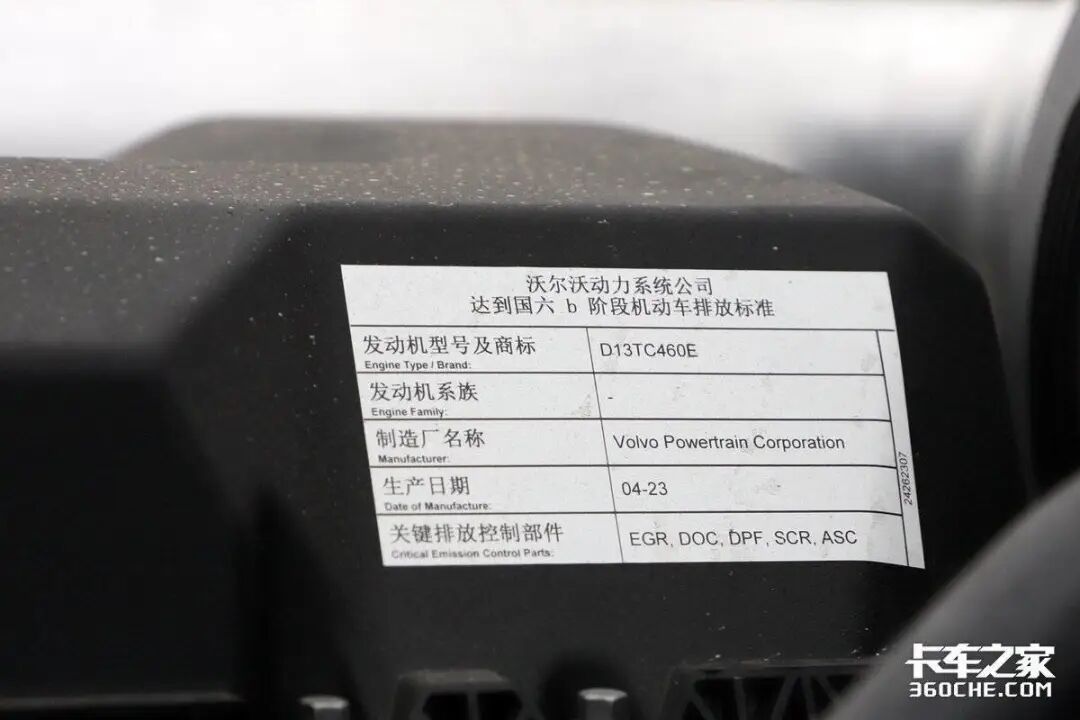 沃尔沃动力系统公司
达到国六 b 阶段机动车排放标准
发动机型号及商标
Engine Type / Brand:
D13TC460E
发动机系族
Engine Family:
-
制造厂名称
Manufacturer:
Volvo Powertrain Corporation
生产日期
Date of Manufacture:
04-23
关键排放控制部件
Critical Emission Control Parts:
EGR, DOC, DPF, SCR, ASC
24262307
卡车之家
360CHE.COM